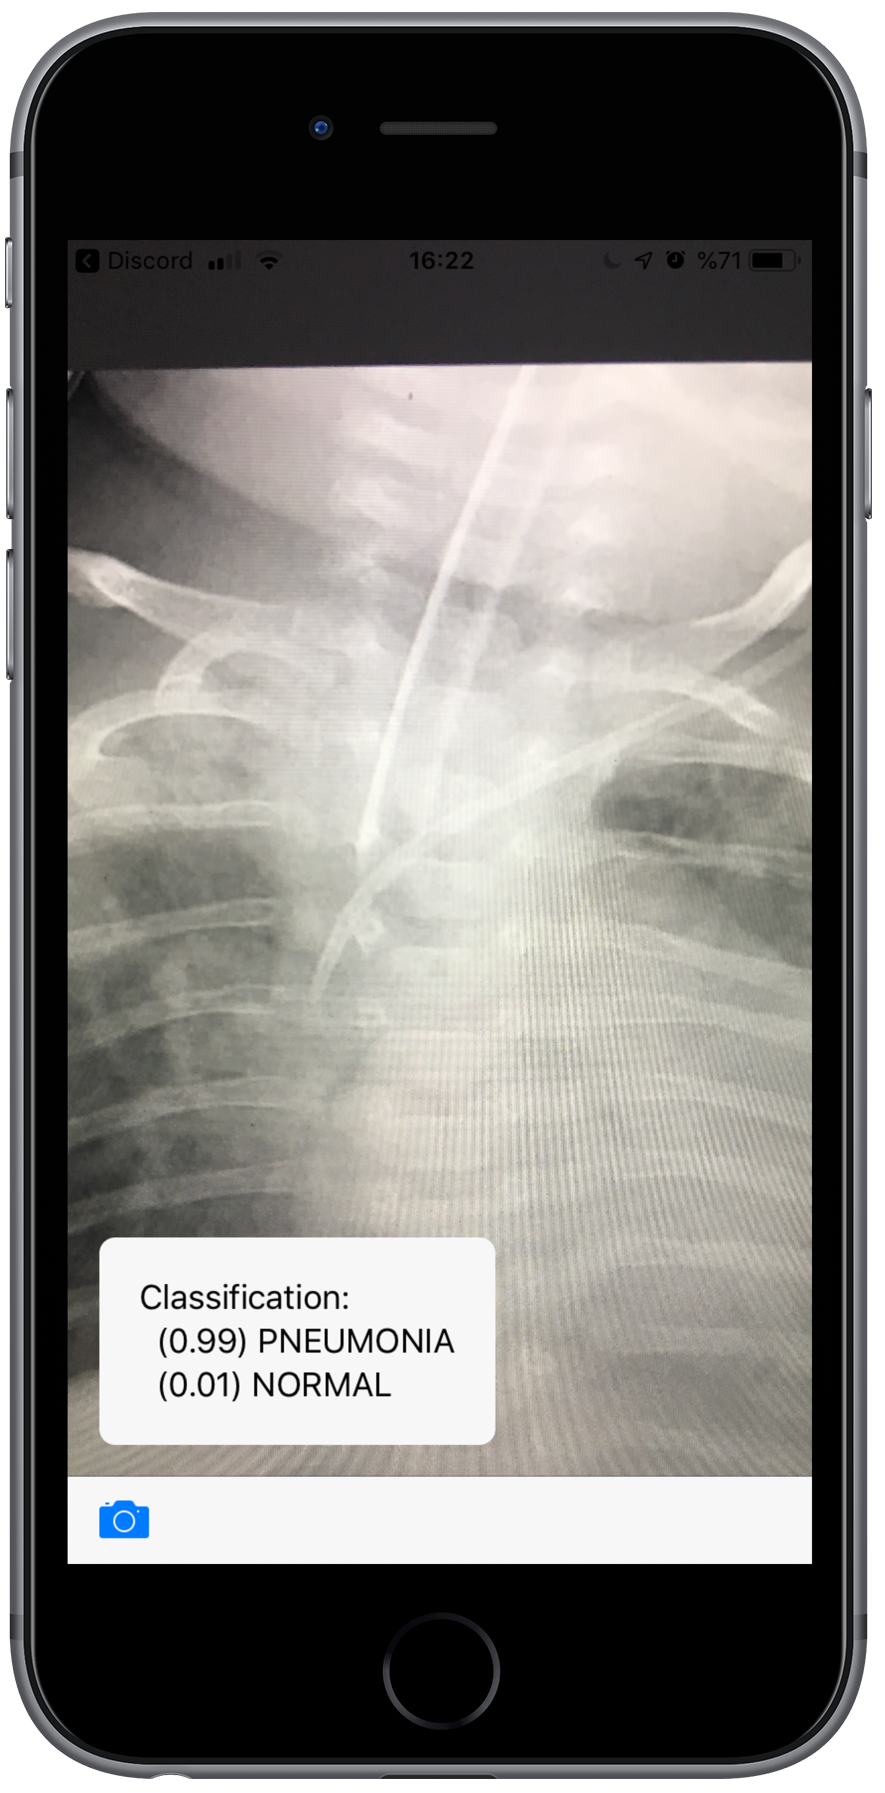 Discord 16:22 %71
Classification:
(0.99) PNEUMONIA
(0.01) NORMAL